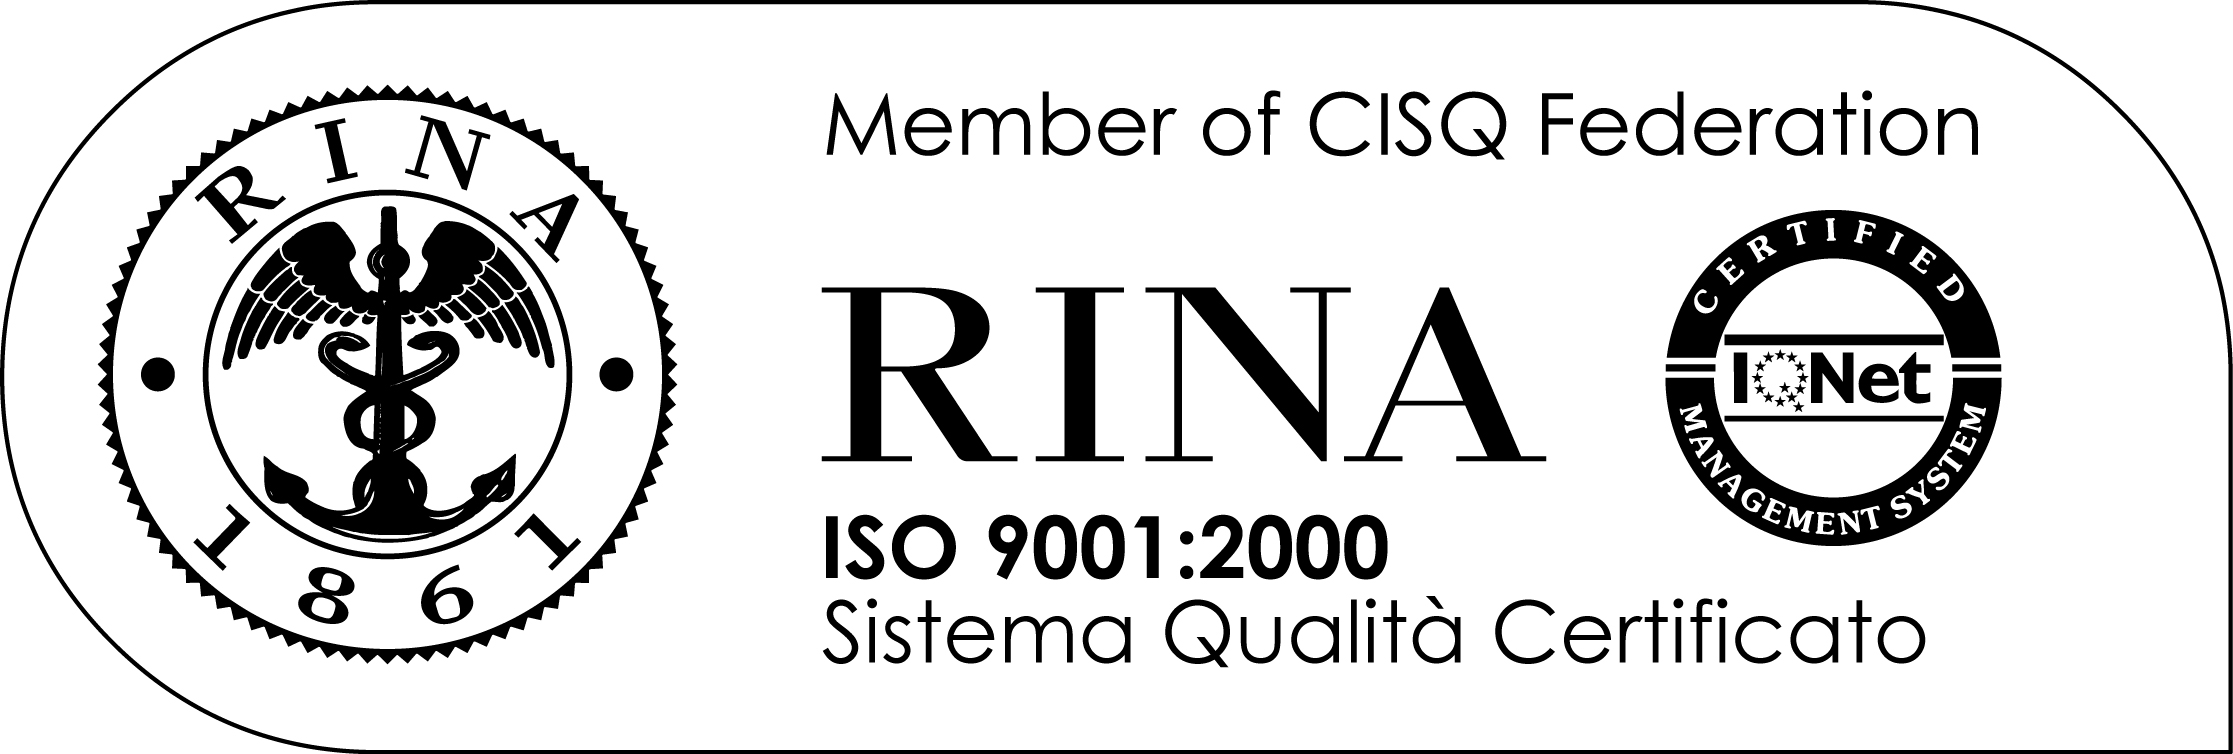 RINA
1861
Member of CISQ Federation
RINA
CERTIFIED
IQNet
MANAGEMENT SYSTEM
ISO 9001:2000
Sistema Qualità Certificato